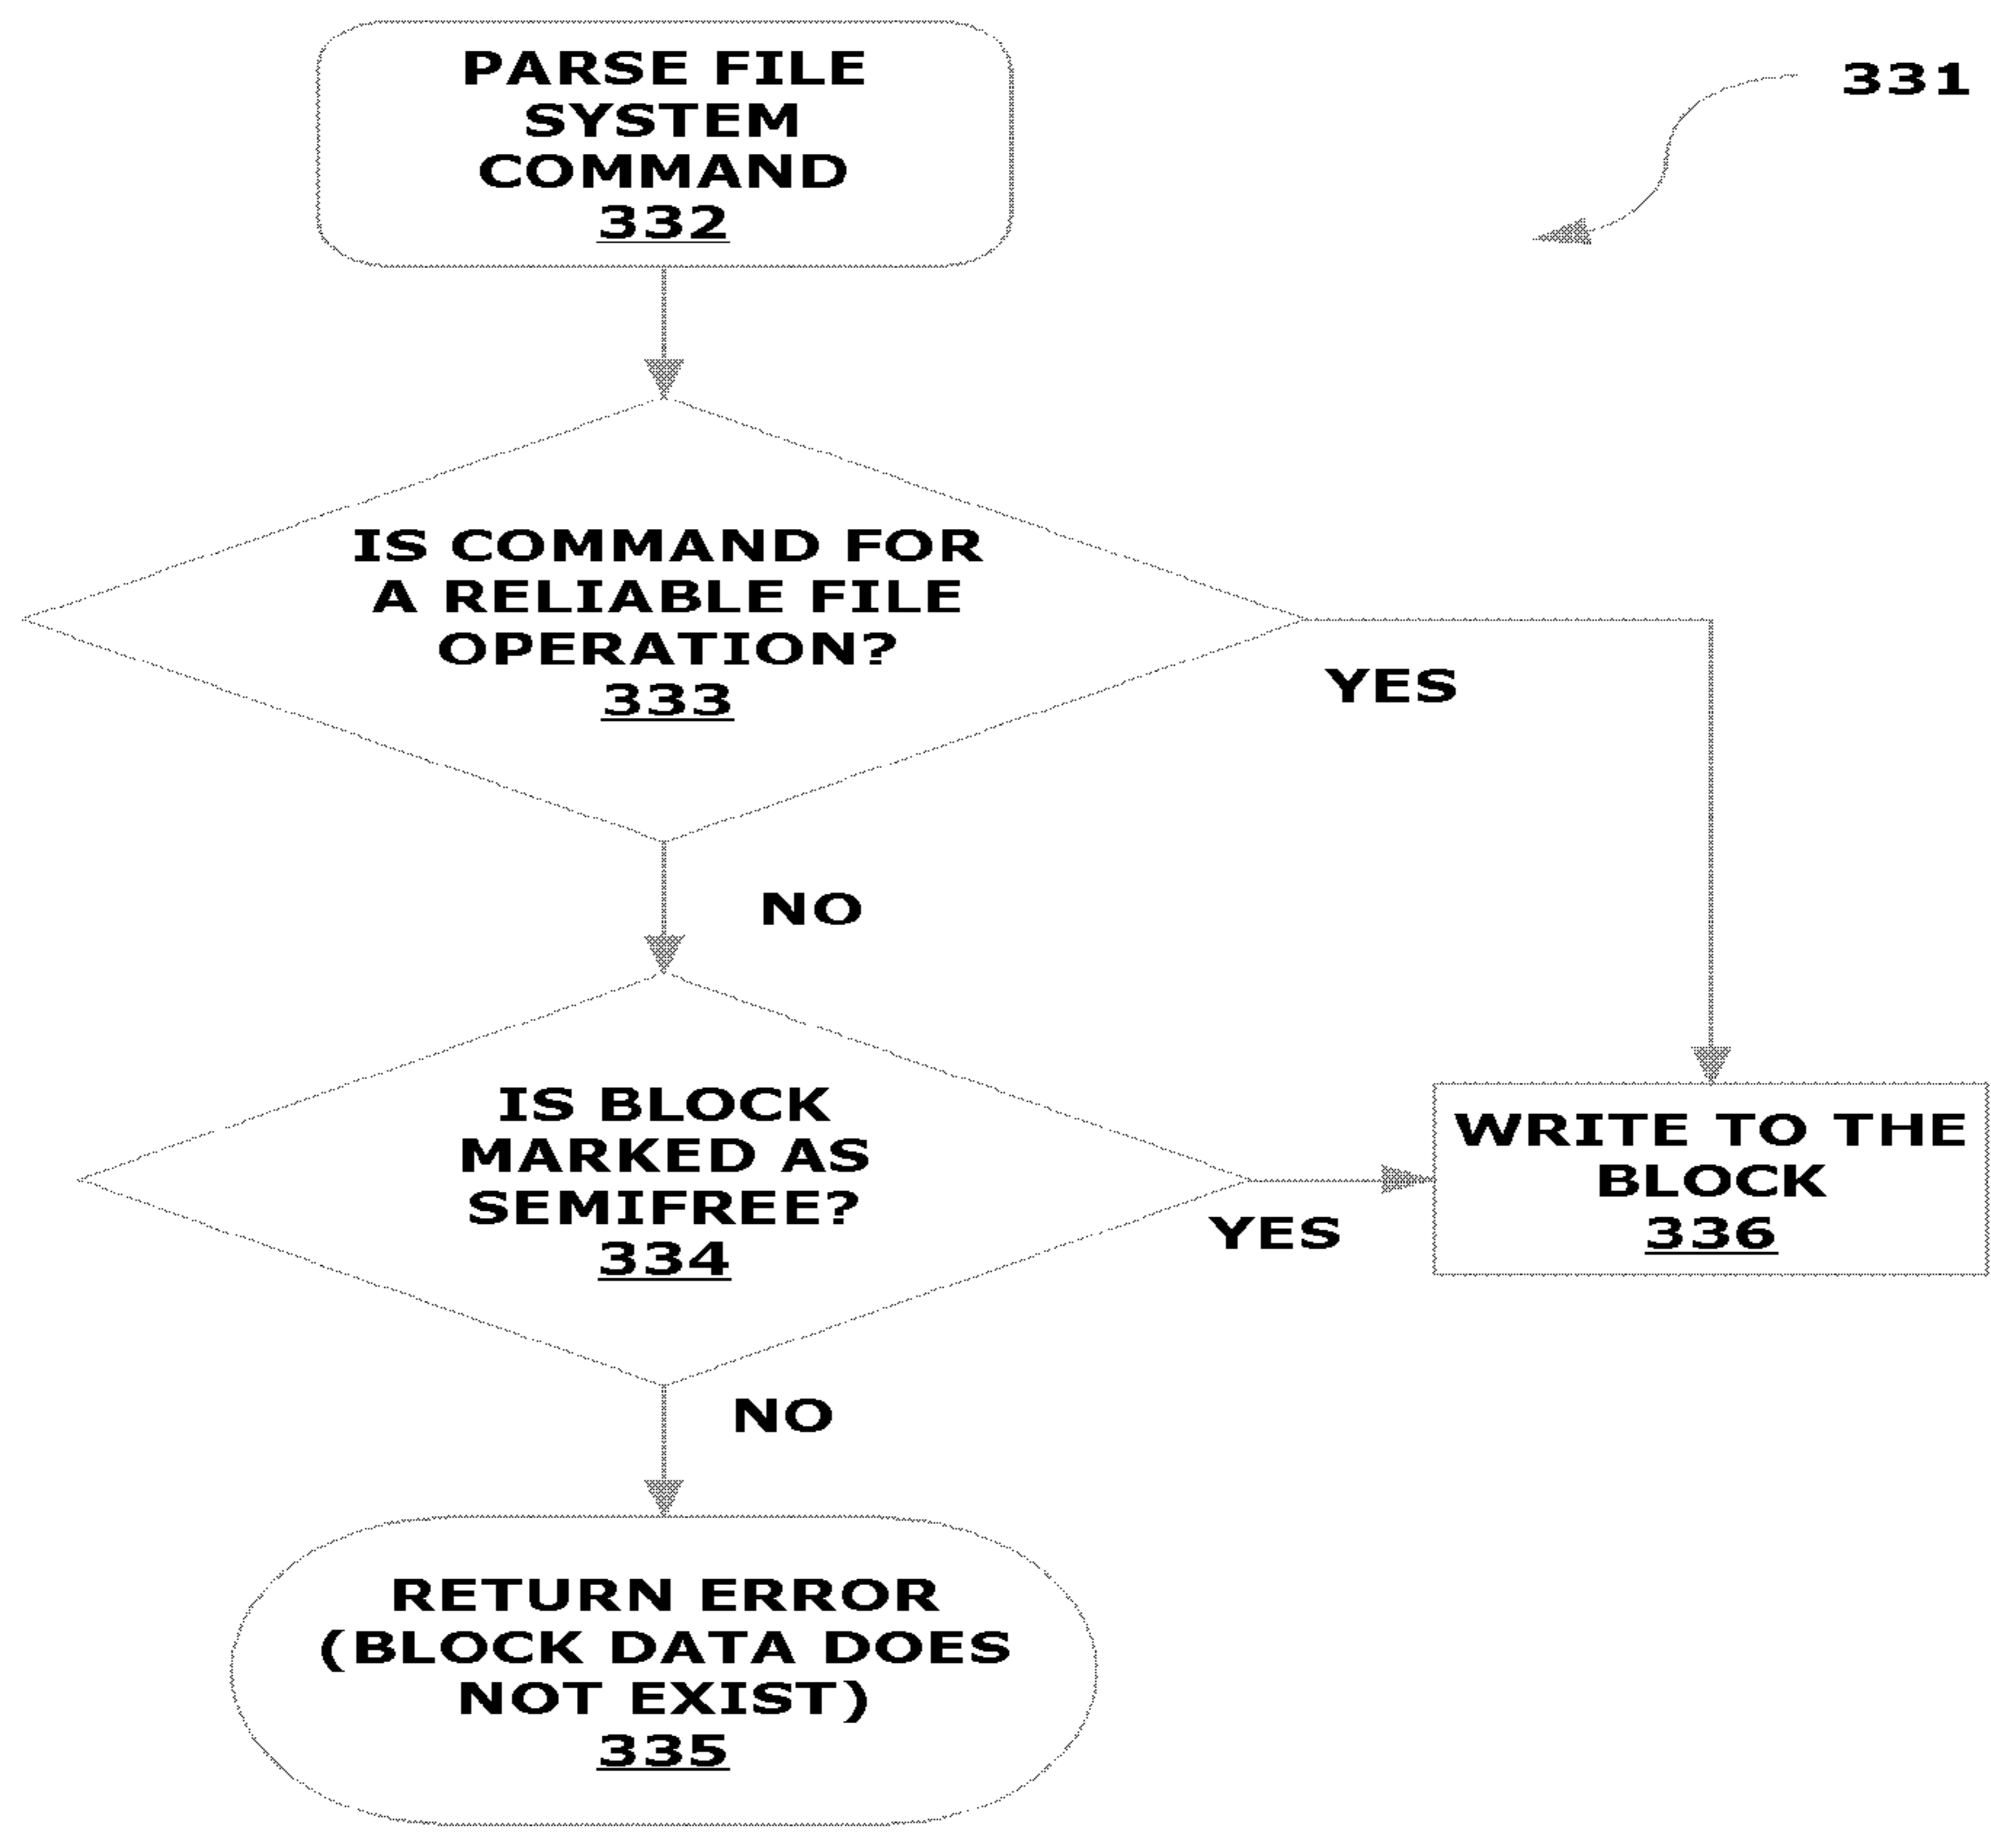 PARSE FILE
SYSTEM
COMMAND
332
331
IS COMMAND FOR
A RELIABLE FILE
OPERATION?
333
YES
NO
IS BLOCK
MARKED AS
SEMIFREE?
334
YES
WRITE TO THE
BLOCK
336
NO
RETURN ERROR
(BLOCK DATA DOES
NOT EXIST)
335